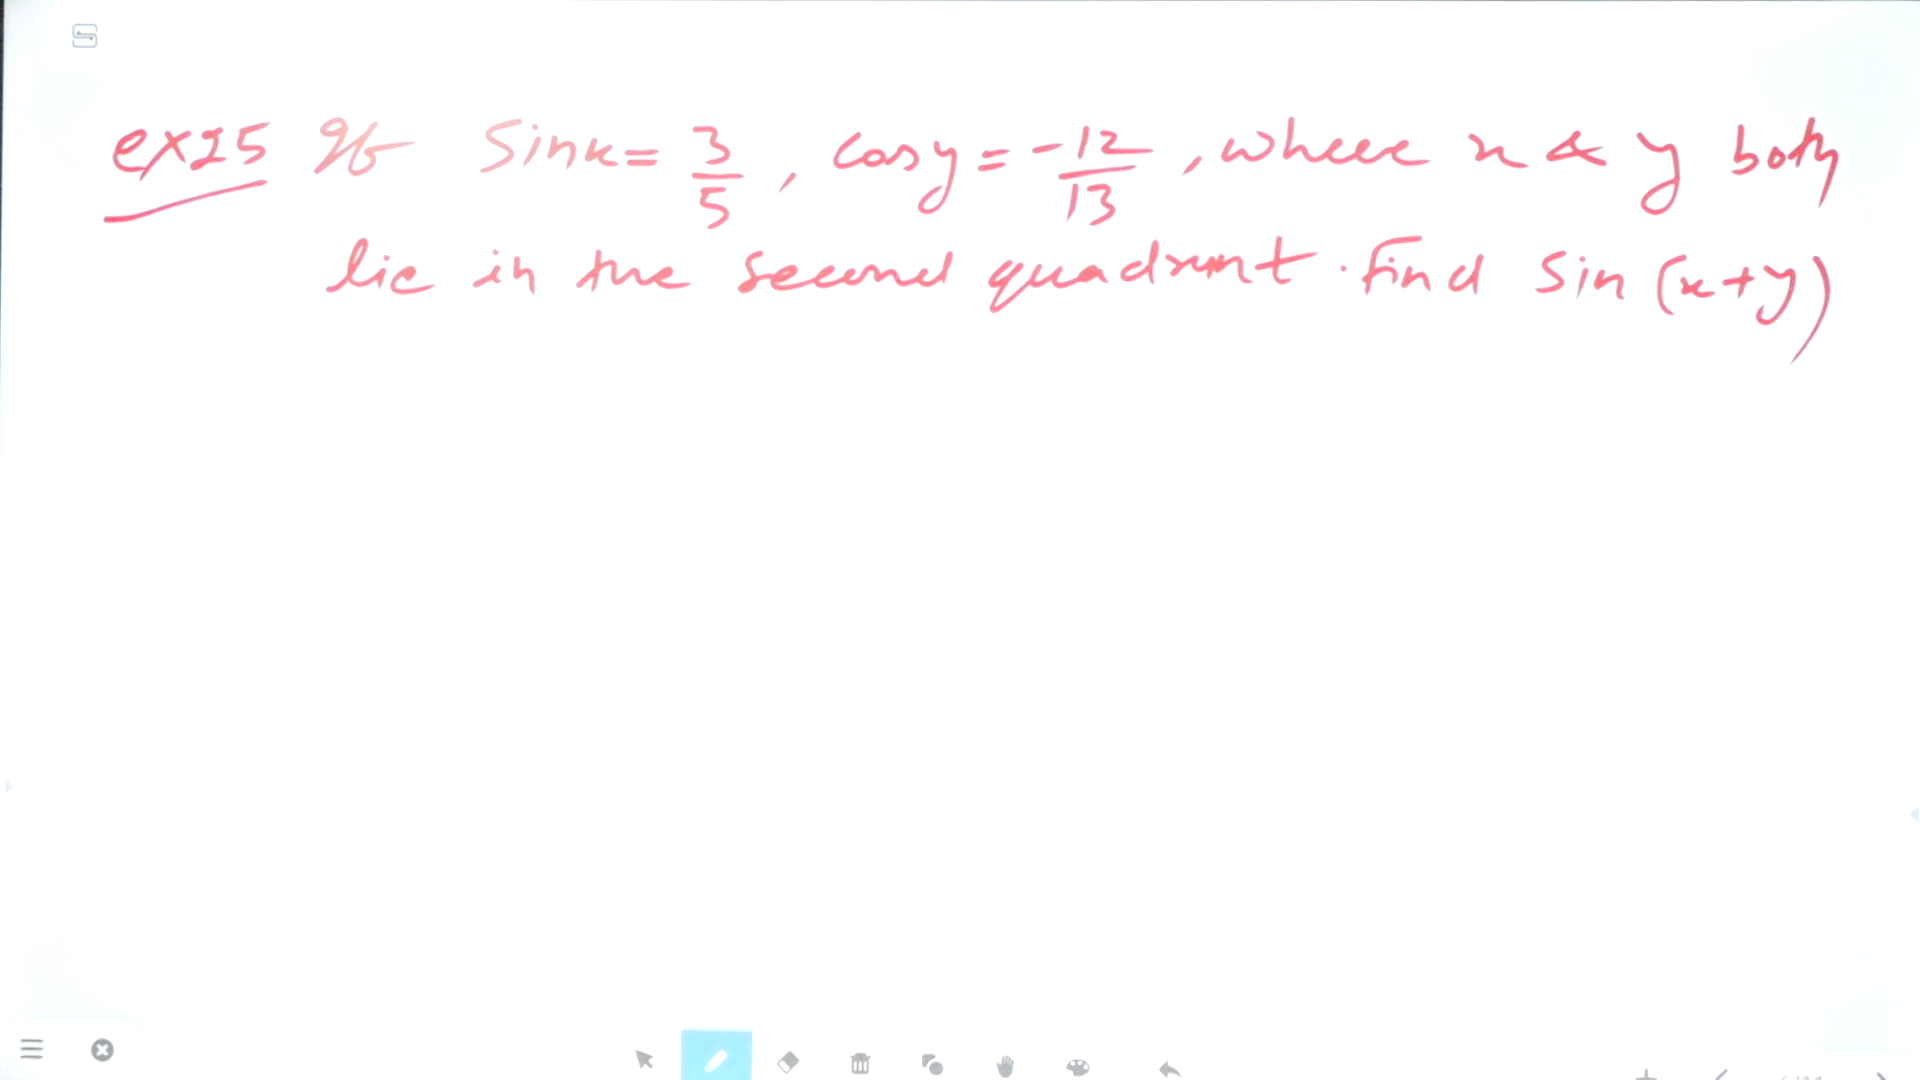 ex15 If Sinx = 3/5 , cosy = -12/13 , where x & y both
lie in the second quadrant. find sin (x+y)